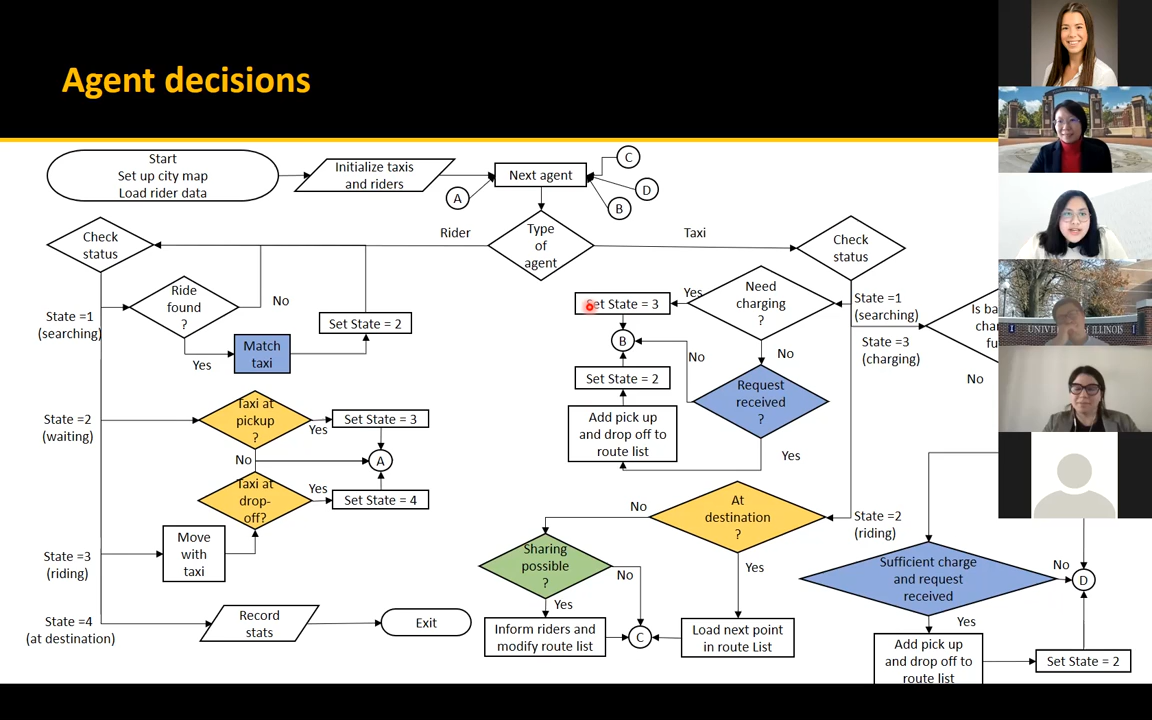 Agent decisions
Start
Set up city map
Load rider data
Initialize taxis
and riders
Next agent
C
D
B
A
Check
status
Rider
Type
of
agent
Taxi
Check
status
Ride
found
?
No
Yes
Match
taxi
Set State = 2
State =1
(searching)
Set State = 3
Yes
Need
charging
?
No
B
No
Set State = 2
Add pick up
and drop off to
route list
Request
received
?
Yes
State =1
(searching)
State =3
(charging)
No
State =2
(waiting)
Taxi at
pickup
?
Yes
Set State = 3
No
A
Taxi at
drop-
off?
Yes
Set State = 4
Move
with
taxi
State =3
(riding)
State =4
(at destination)
Record
stats
Exit
No
At
destination
?
State =2
(riding)
Sharing
possible
?
No
Yes
Yes
Inform riders and
modify route list
C
Load next point
in route List
Sufficient charge
and request
received
No
D
Yes
Add pick up
and drop off to
route list
Set State = 2